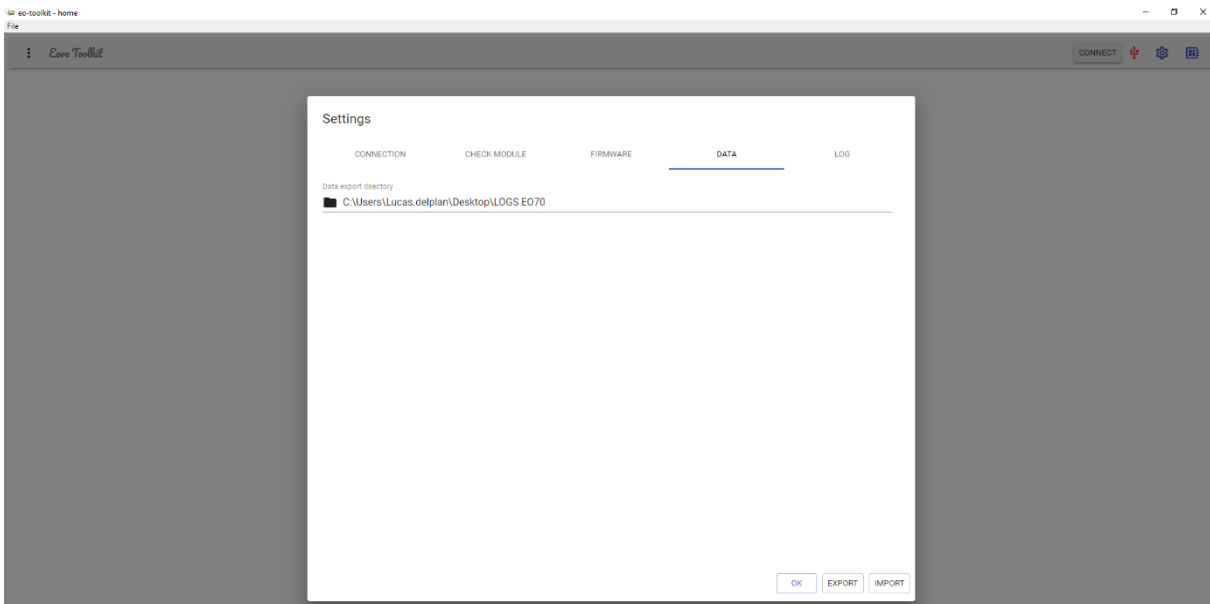 eo-toolkit - home
File
Eove Toolkit
CONNECT
Settings
CONNECTION CHECK MODULE FIRMWARE DATA LOG
Data export directory
C:\Users\Lucas.delplan\Desktop\LOGS EO70
OK EXPORT IMPORT